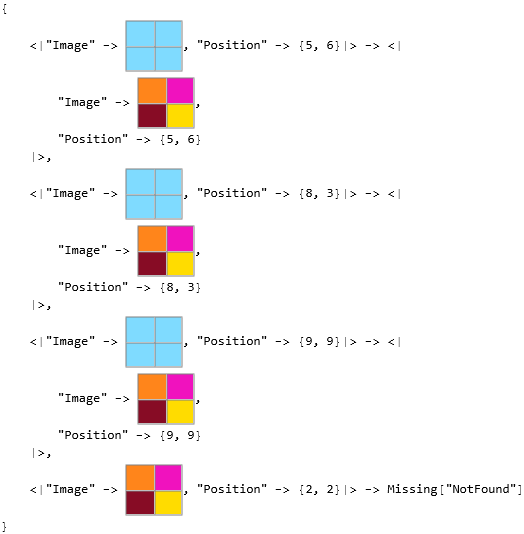 {
<|"Image" -> , "Position" -> {5, 6}|> -> <|
"Image" -> ,
"Position" -> {5, 6}
|>,
<|"Image" -> , "Position" -> {8, 3}|> -> <|
"Image" -> ,
"Position" -> {8, 3}
|>,
<|"Image" -> , "Position" -> {9, 9}|> -> <|
"Image" -> ,
"Position" -> {9, 9}
|>,
<|"Image" -> , "Position" -> {2, 2}|> -> Missing["NotFound"]
}